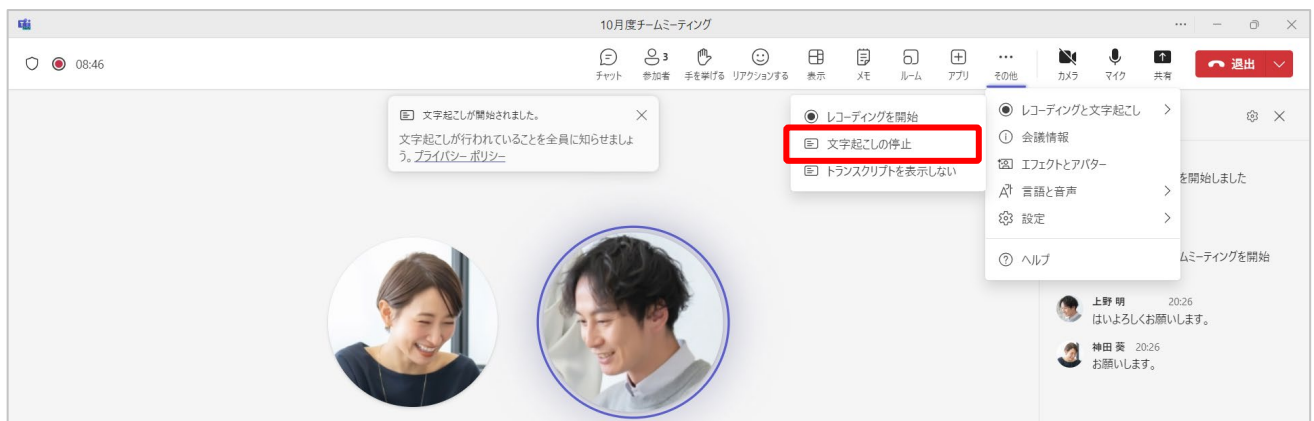 10月度チームミーティング
08:46
チャット
3
参加者
手を挙げる
リアクションする
表示
メモ
ルーム
アプリ
その他
カメラ
マイク
共有
退出
文字起こしが開始されました。
文字起こしが行われていることを全員に知らせましょ
う。プライバシー ポリシー
レコーディングを開始
文字起こしの停止
トランスクリプトを表示しない
レコーディングと文字起こし
会議情報
エフェクトとアバター
言語と音声
設定
ヘルプ
を開始しました
ムミーティングを開始
上野 明 20:26
はいよろしくお願いします。
神田 葵 20:26
お願いします。